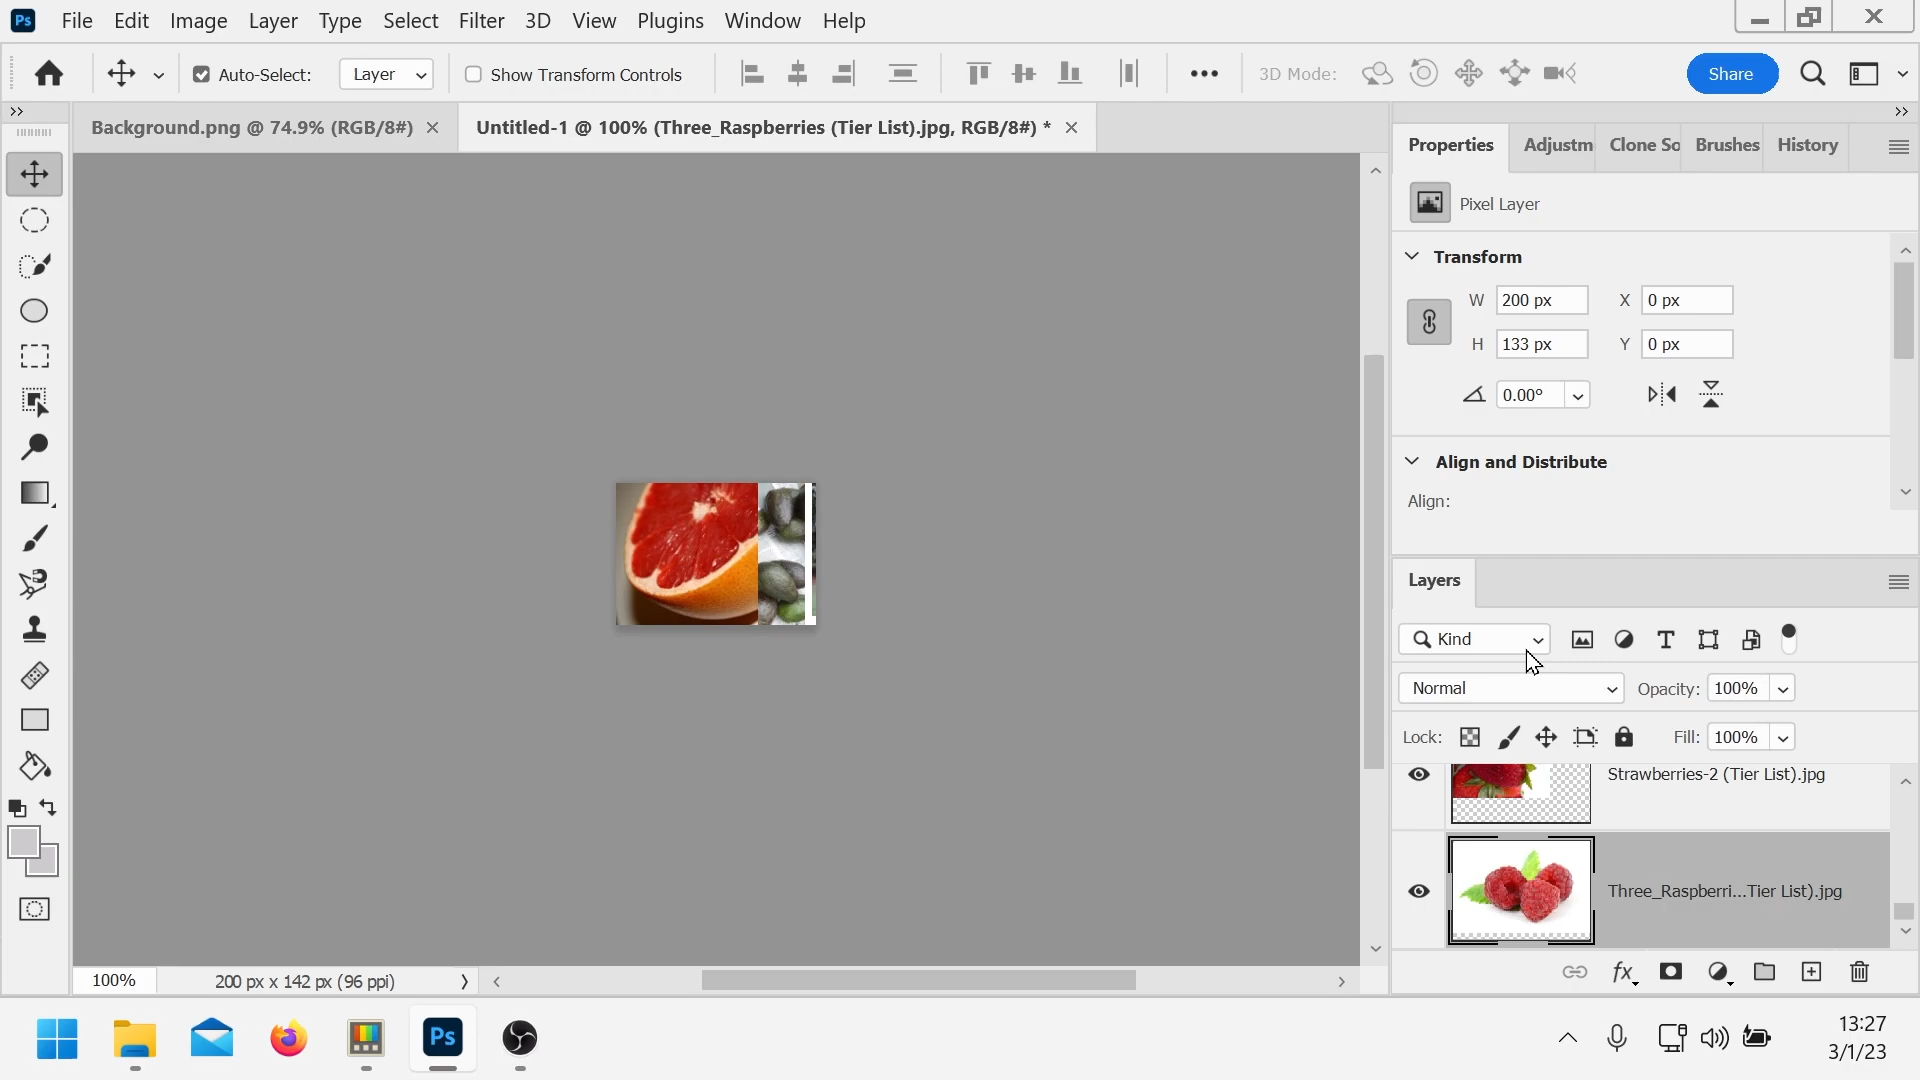 Ps File Edit Image Layer Type Select Filter 3D View Plugins Window Help
Auto-Select: Layer Show Transform Controls 3D Mode: Share
Background.png @ 74.9% (RGB/8#) Untitled-1 @ 100% (Three_Raspberries (Tier List).jpg, RGB/8#) *
Properties Adjustm Clone So Brushes History
Pixel Layer
Transform
W 200 px X 0 px
H 133 px Y 0 px
0.00°
Align and Distribute
Align:
Layers
Kind
Normal Opacity: 100%
Lock: Fill: 100%
Strawberries-2 (Tier List).jpg
Three_Raspberri...Tier List).jpg
fx
100% 200 px x 142 px (96 ppi)
Ps
13:27
3/1/23